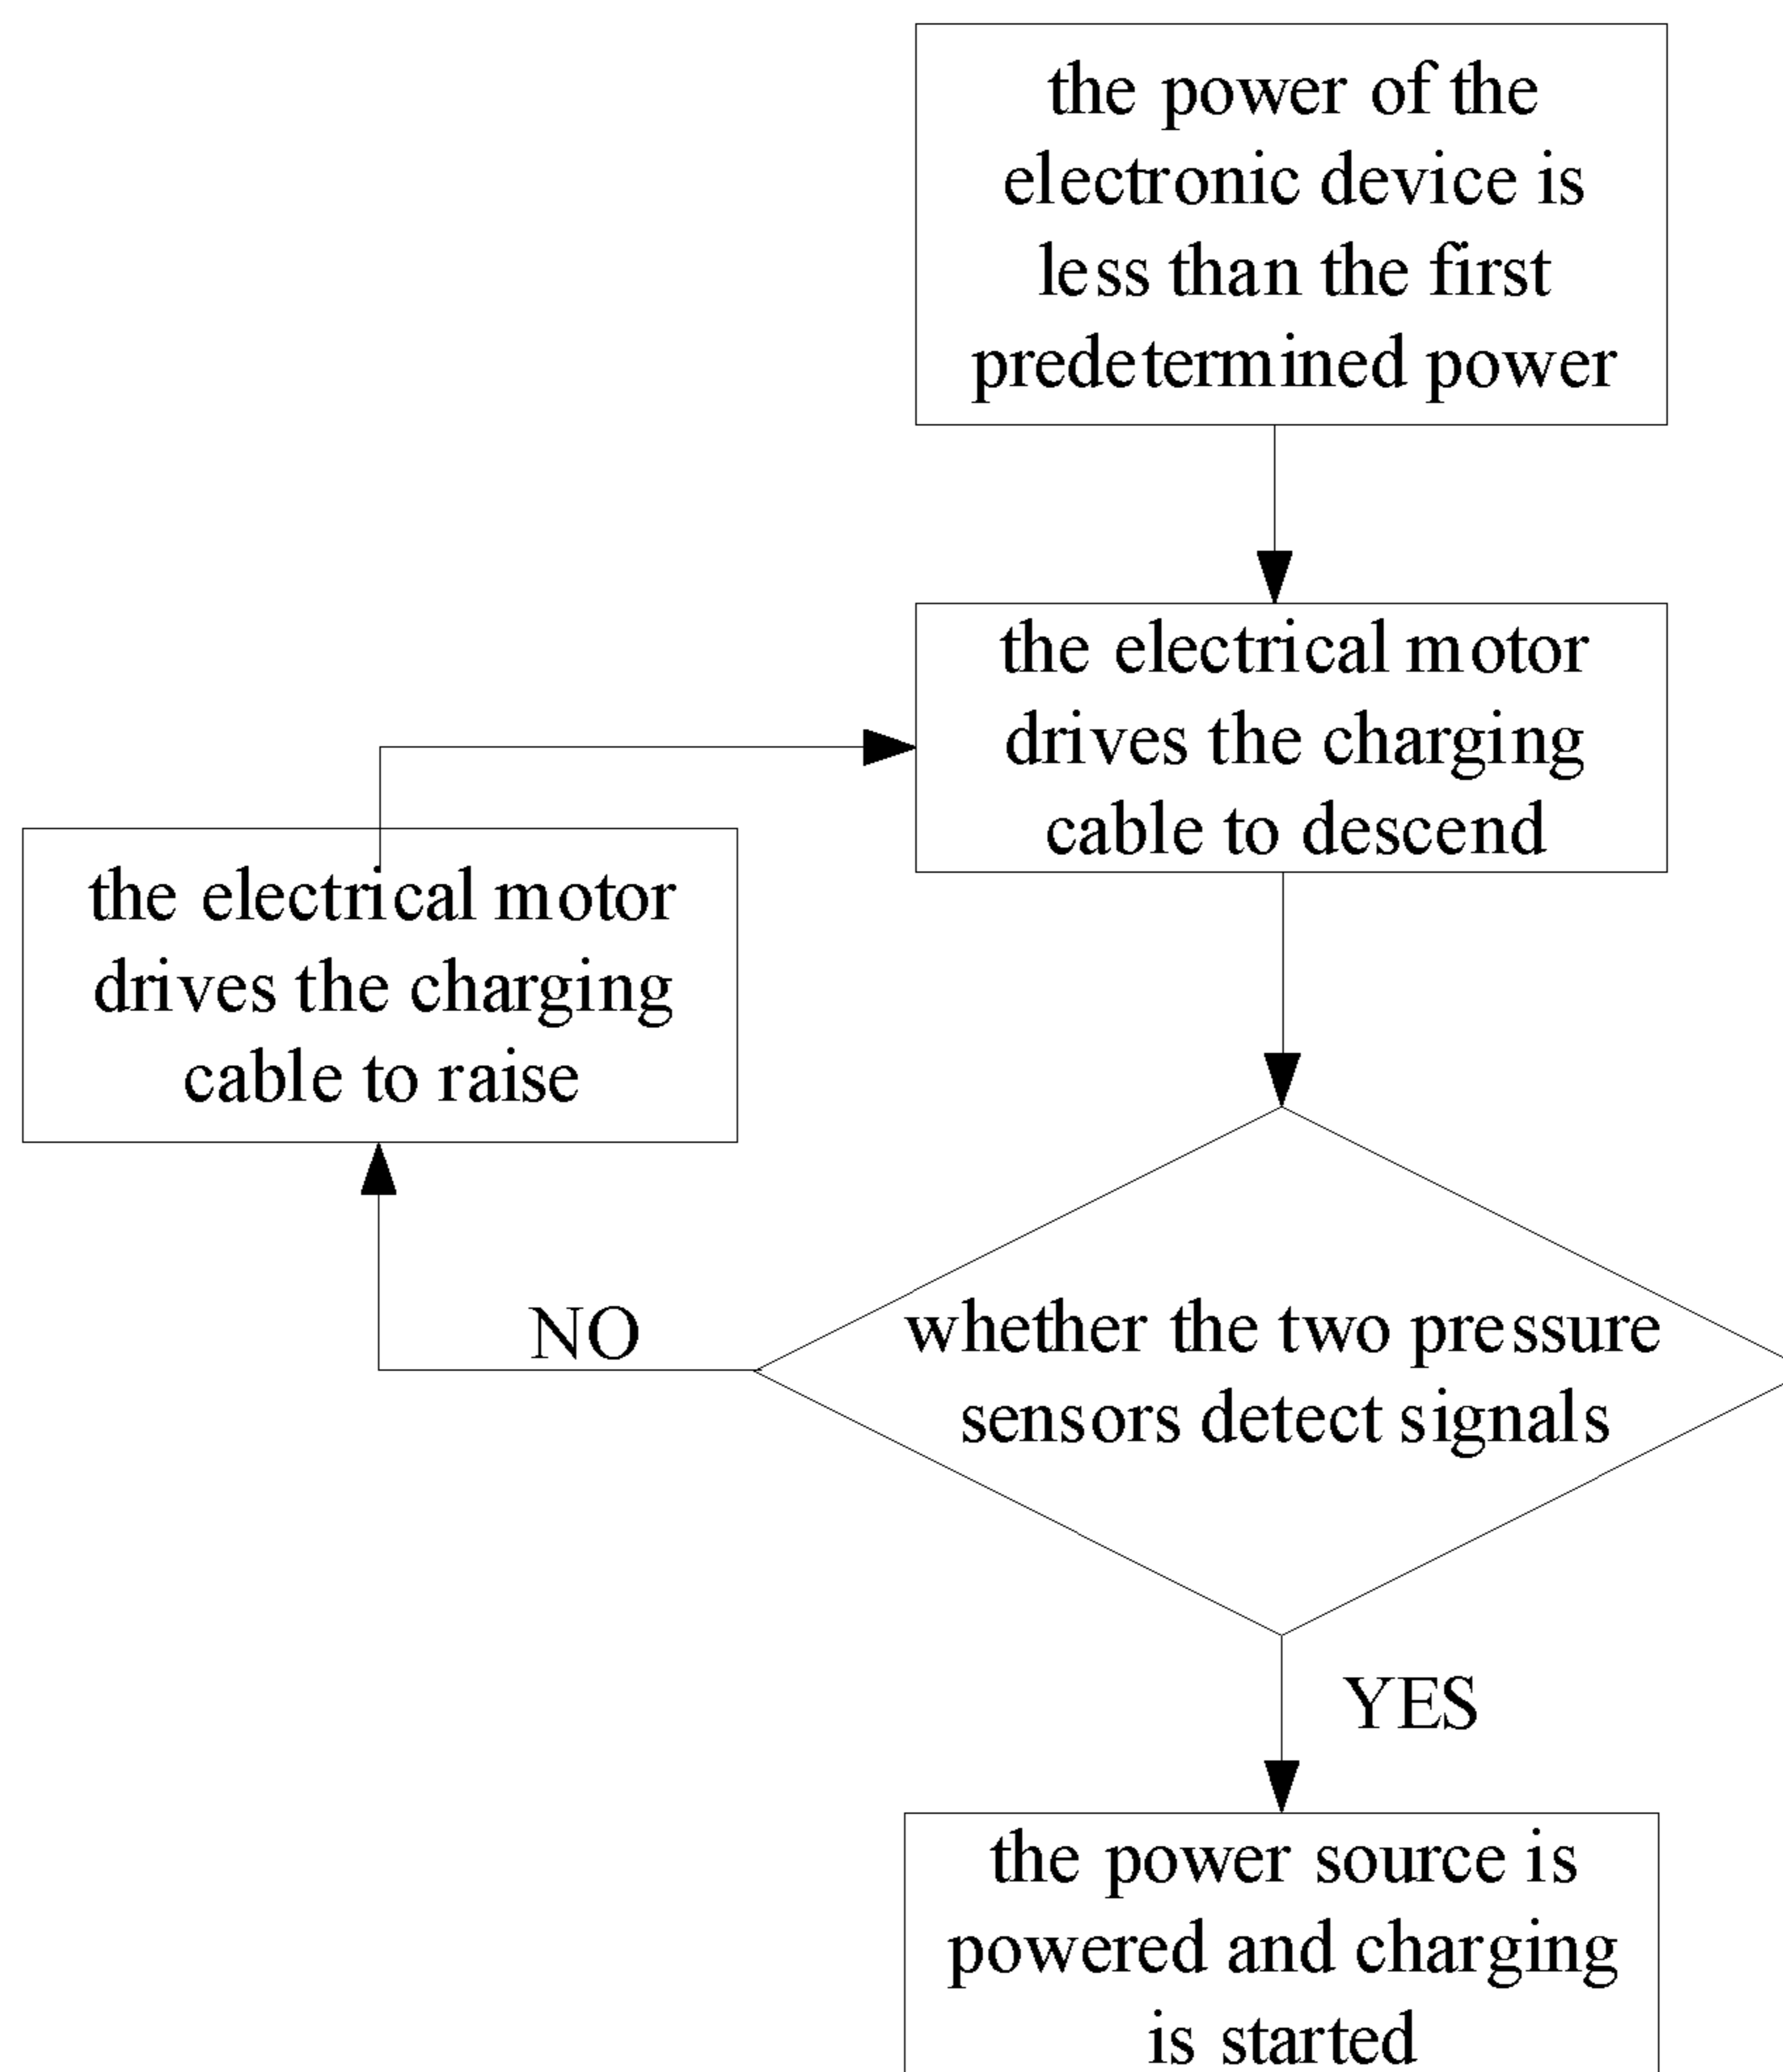 the power of the
electronic device is
less than the first
predetermined power
the electrical motor
drives the charging
cable to descend
the electrical motor
drives the charging
cable to raise
NO
whether the two pressure
sensors detect signals
YES
the power source is
powered and charging
is started